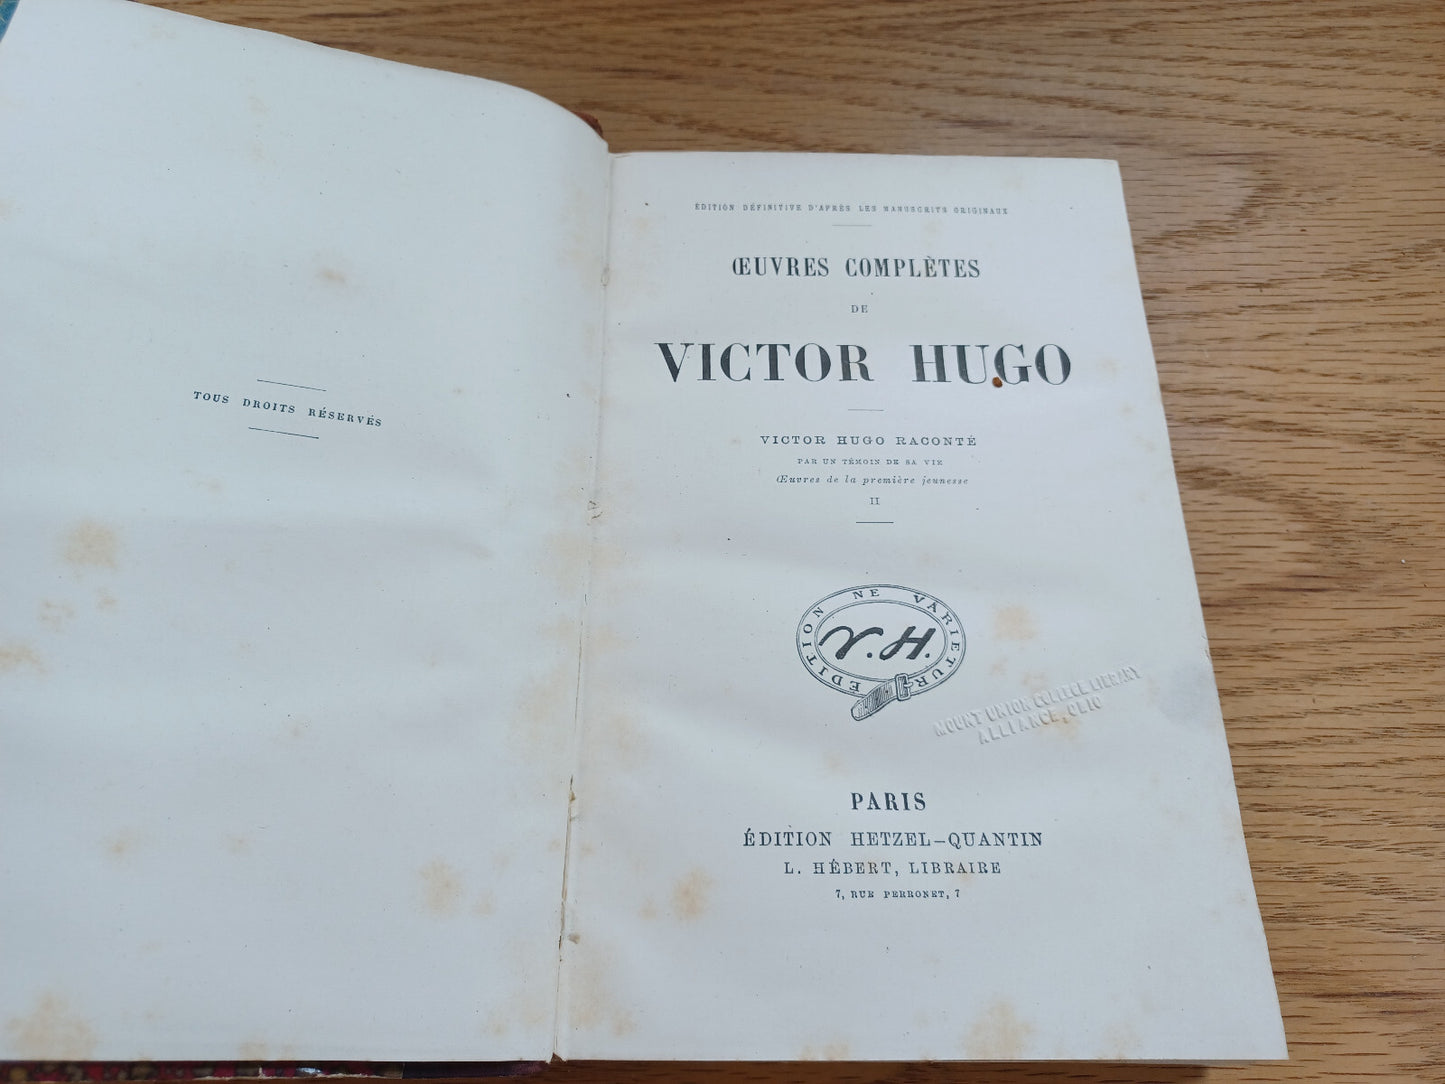 TOUS DROITS RÉSERVÉS
ÉDITION DÉFINITIVE D'APRÈS LES MANUSCRITS ORIGINAUX
ŒUVRES COMPLÈTES
DE
VICTOR HUGO
VICTOR HUGO RACONTÉ
PAR UN TÉMOIN DE SA VIE
Œuvres de la première jeunesse
II
EDITION NE VARIETUR
V.H.
MOUNT UNION COLLEGE LIBRARY
ALLIANCE, OHIO
PARIS
ÉDITION HETZEL-QUANTIN
L. HÉBERT, LIBRAIRE
7, RUE PERRONET, 7